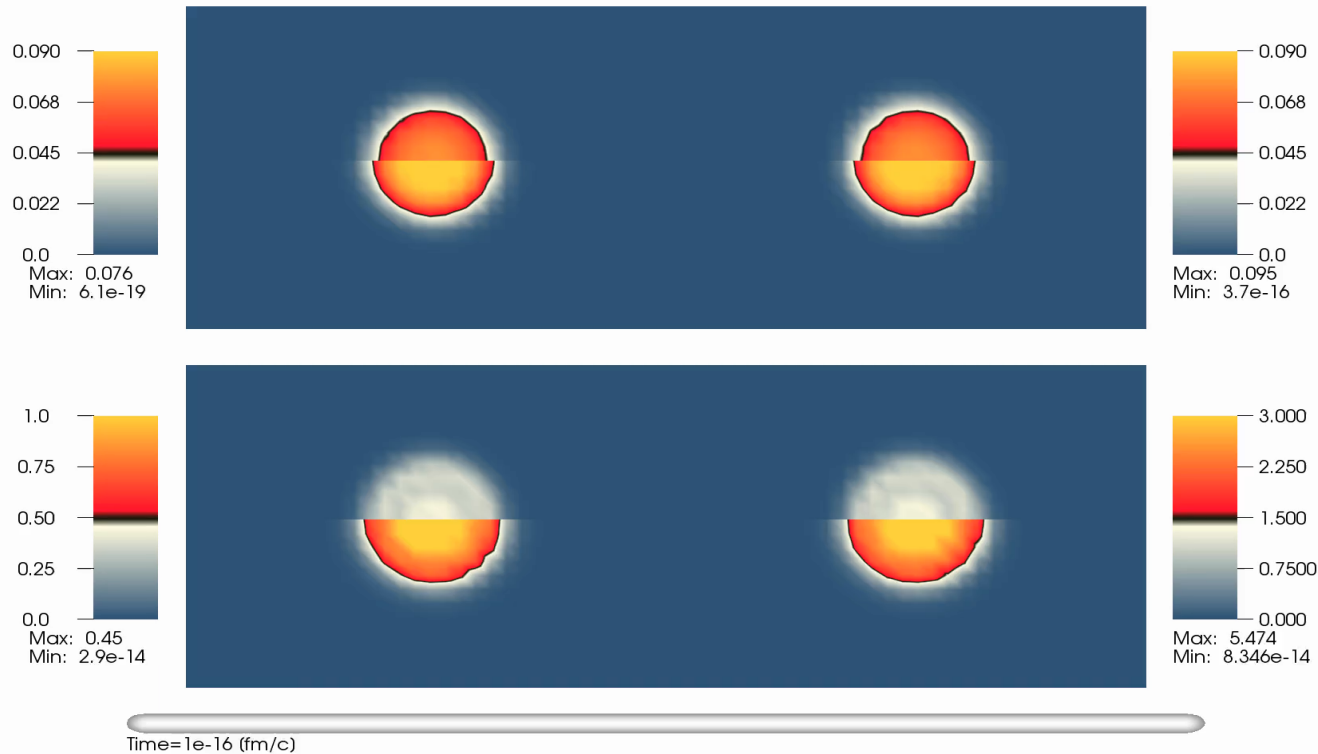 0.090
0.068
0.045
0.022
0.0
Max: 0.076
Min: 6.1e-19
0.090
0.068
0.045
0.022
0.0
Max: 0.095
Min: 3.7e-16
1.0
0.75
0.50
0.25
0.0
Max: 0.45
Min: 2.9e-14
3.000
2.250
1.500
0.7500
0.000
Max: 5.474
Min: 8.346e-14
Time=1e-16 (fm/c)